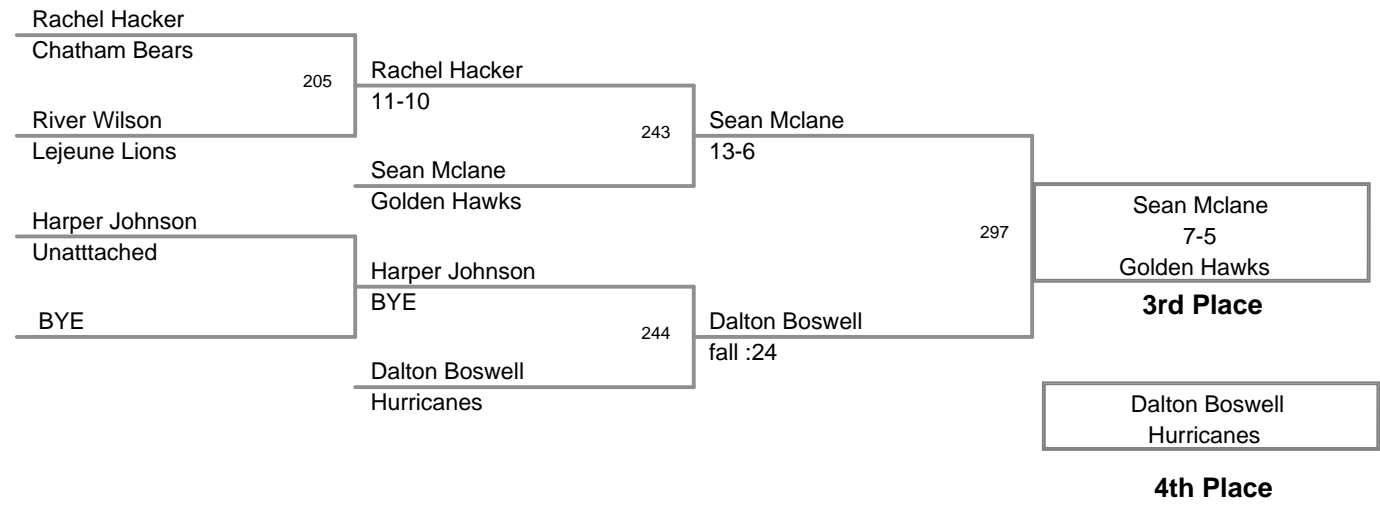 Rachel Hacker
Chatham Bears
205
River Wilson
Lejeune Lions
Rachel Hacker
11-10
243
Sean Mclane
Golden Hawks
Harper Johnson
Unatttached
BYE
Harper Johnson
BYE
244
Dalton Boswell
Hurricanes
Sean Mclane
13-6
297
Dalton Boswell
fall :24
Sean Mclane
7-5
Golden Hawks
3rd Place
Dalton Boswell
Hurricanes
4th Place